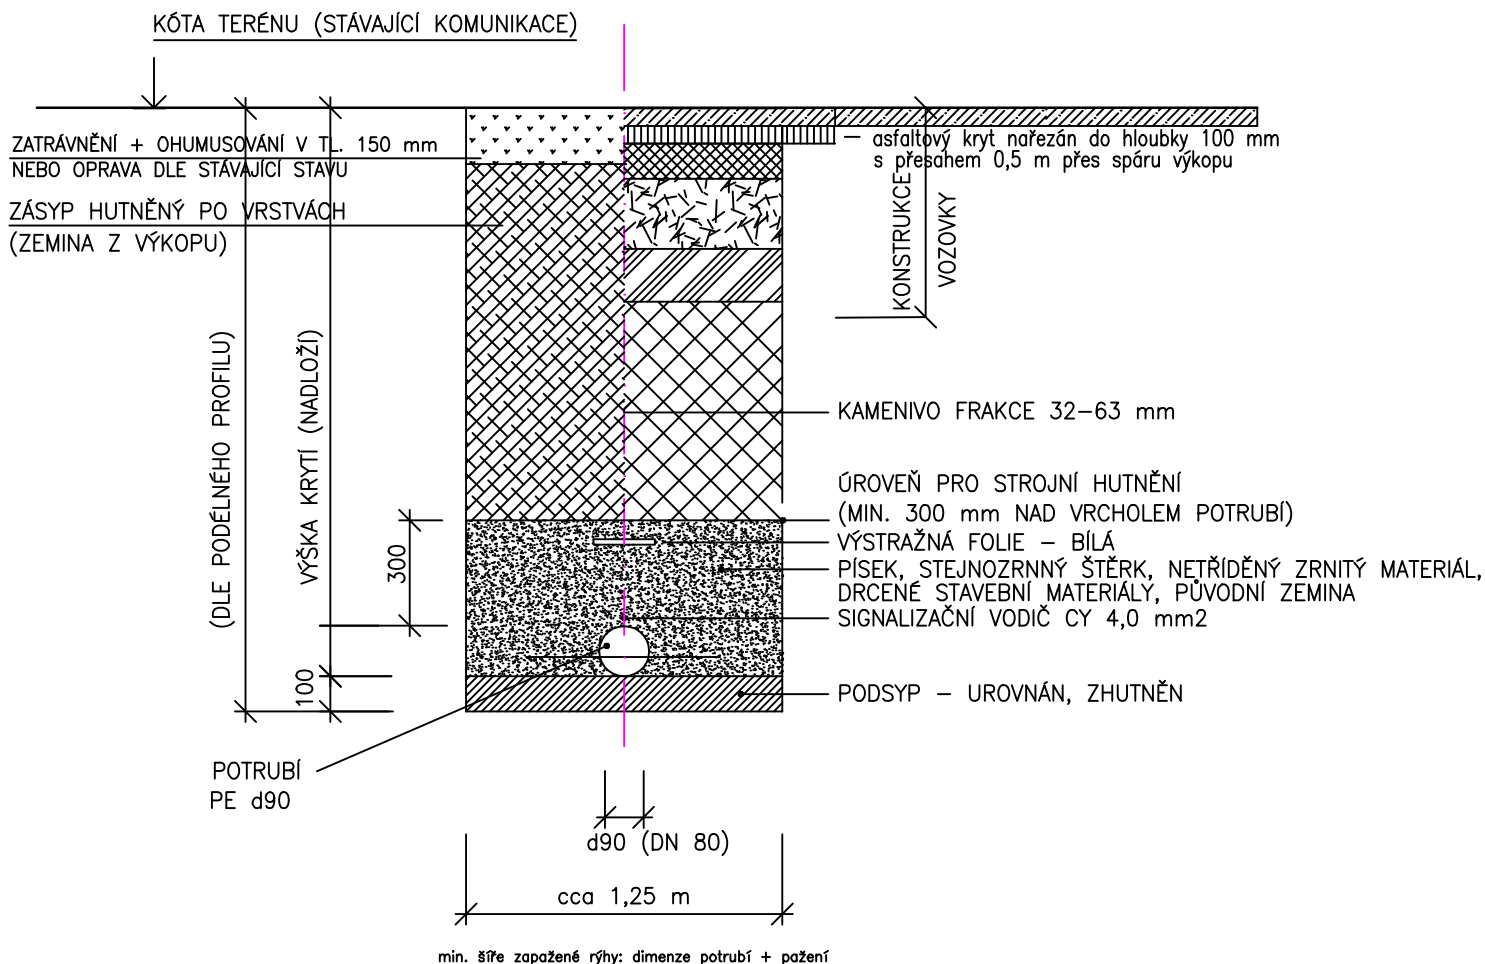 KÓTA TERÉNU (STÁVAJÍCÍ KOMUNIKACE)
ZATRÁVNĚNÍ + OHUMUSOVÁNÍ V TL. 150 mm
NEBO OPRAVA DLE STÁVAJÍCÍ STAVU
ZÁSYP HUTNĚNÝ PO VRSTVÁCH
(ZEMINA Z VÝKOPU)
asfaltový kryt nařezán do hloubky 100 mm
s přesahem 0,5 m přes spáru výkopu
KONSTRUKCE
VOZOVKY
(DLE PODÉLNÉHO PROFILU)
VÝŠKA KRYTÍ (NADLOŽÍ)
300
100
KAMENIVO FRAKCE 32-63 mm
ÚROVEŇ PRO STROJNÍ HUTNĚNÍ
(MIN. 300 mm NAD VRCHOLEM POTRUBÍ)
VÝSTRAŽNÁ FOLIE – BÍLÁ
PÍSEK, STEJNOZRNNÝ ŠTĚRK, NETŘÍDĚNÝ ZRNITÝ MATERIÁL,
DRCENÉ STAVEBNÍ MATERIÁLY, PŮVODNÍ ZEMINA
SIGNALIZAČNÍ VODIČ CY 4,0 mm2
PODSYP – UROVNÁN, ZHUTNĚN
POTRUBÍ
PE d90
d90 (DN 80)
cca 1,25 m
min. šíře zapažené rýhy: dimenze potrubí + pažení